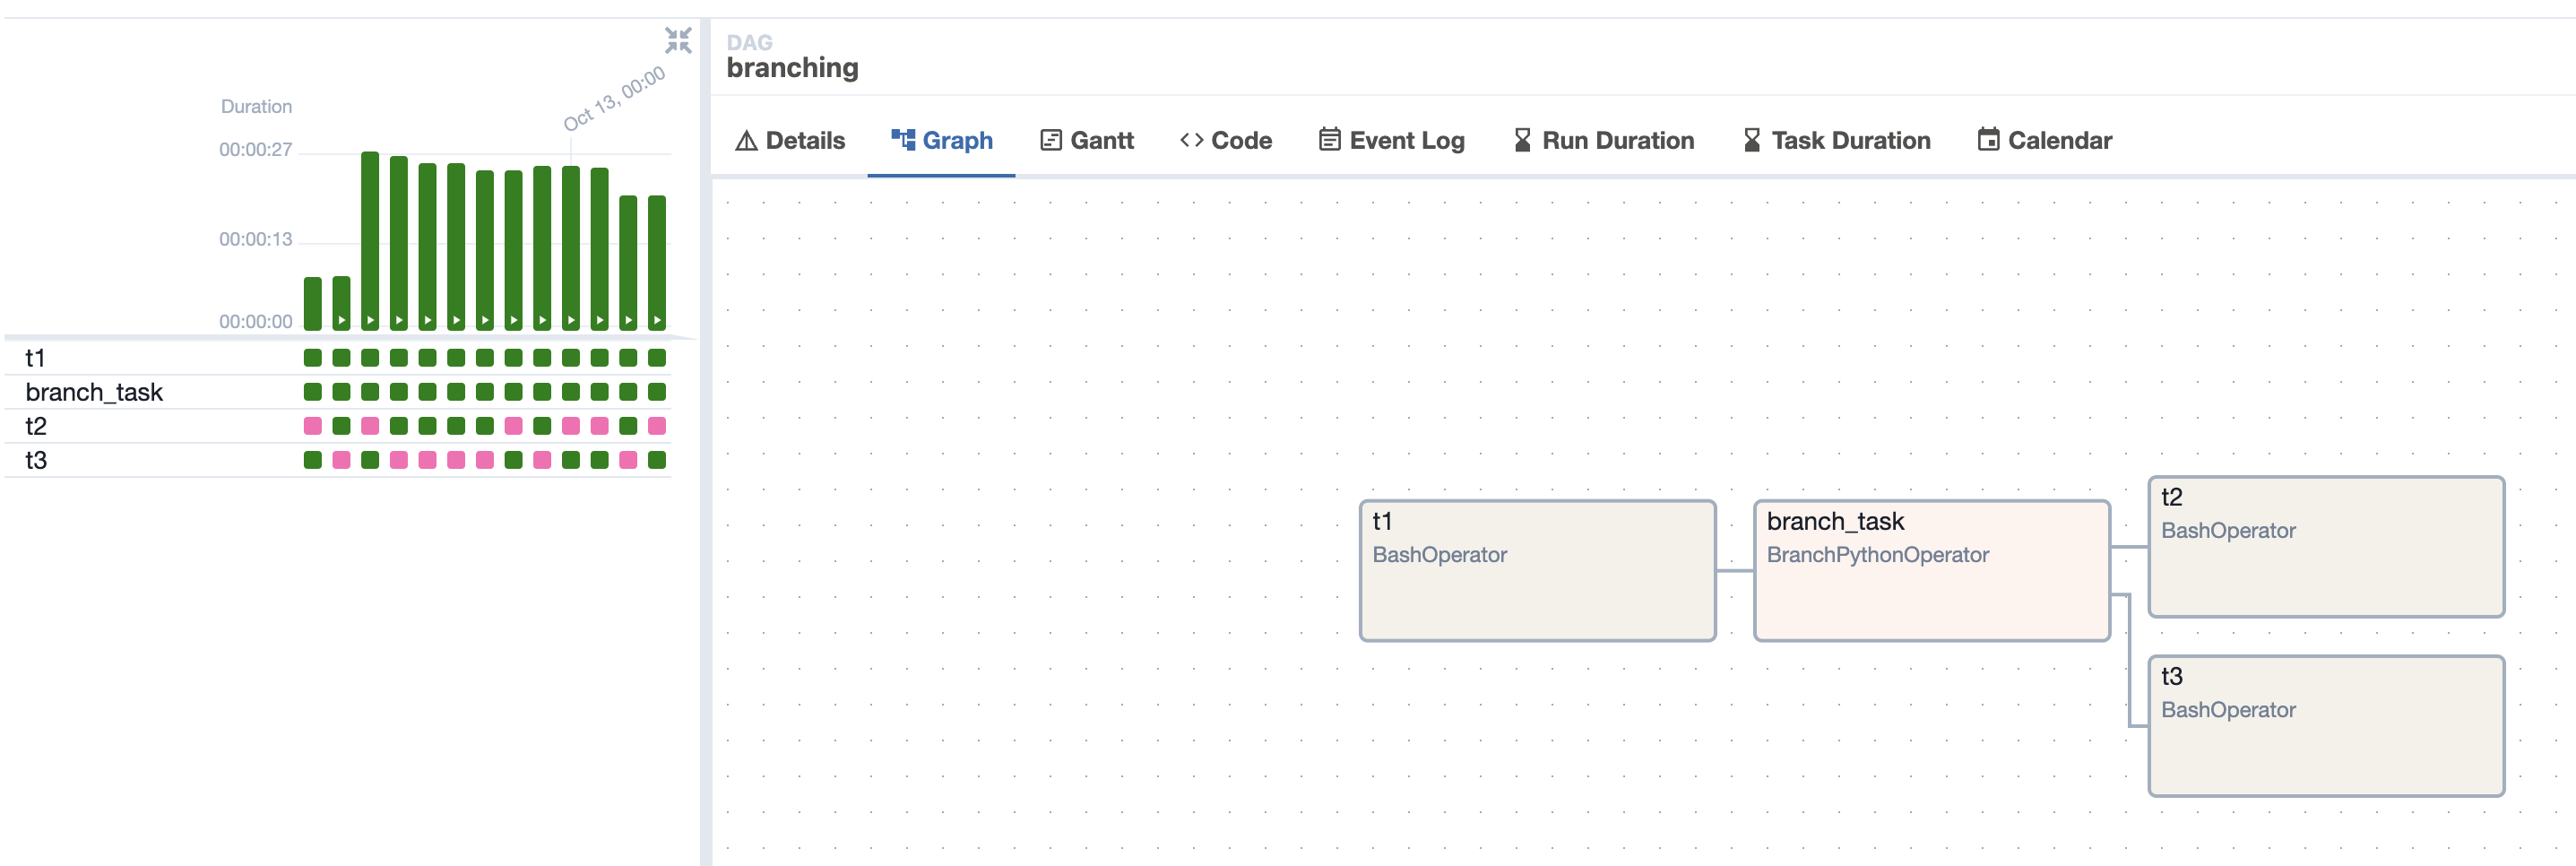 DAG
branching
Oct 13, 00:00
Duration
00:00:27
00:00:13
00:00:00
Details Graph Gantt Code Event Log Run Duration Task Duration Calendar
t1
branch_task
t2
t3
t1
BashOperator
branch_task
BranchPythonOperator
t2
BashOperator
t3
BashOperator